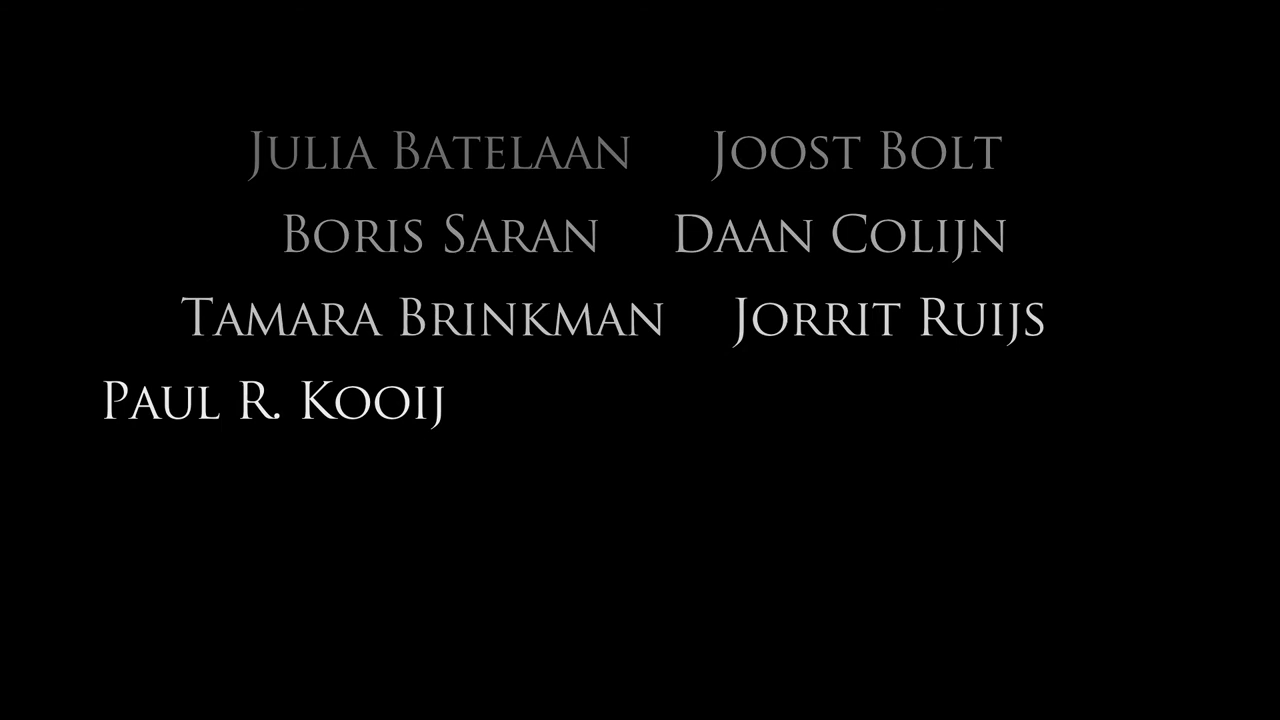 Julia Batelaan Joost Bolt
Boris Saran Daan Colijn
Tamara Brinkman Jorrit Ruijs
Paul R. Kooij